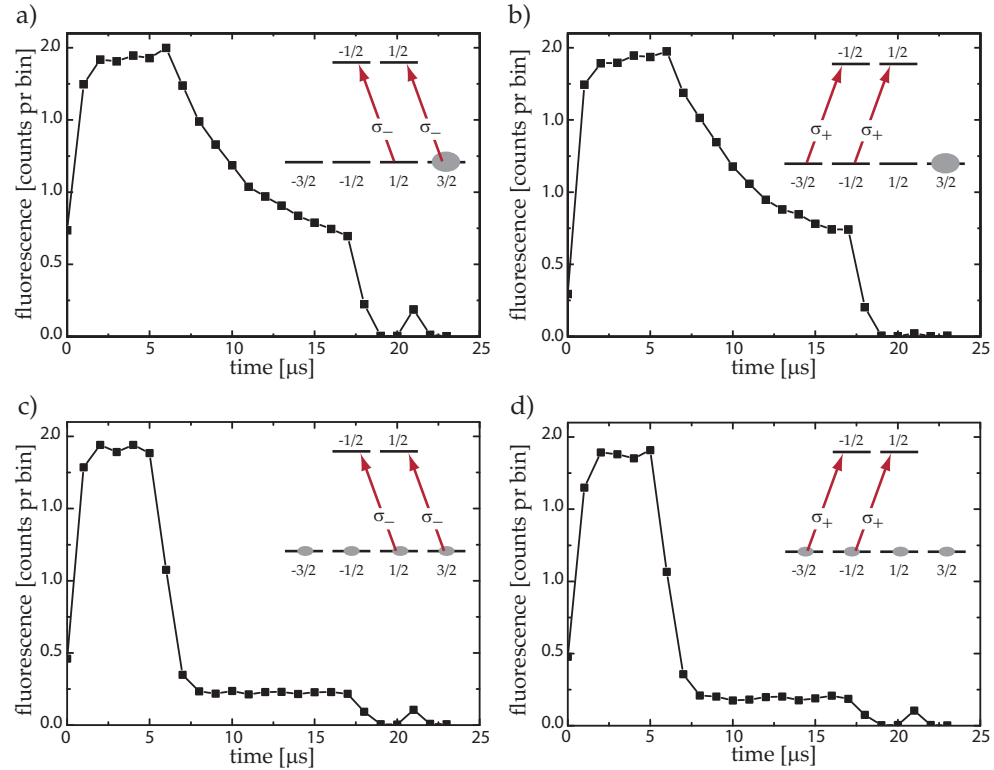 a)
fluorescence [counts pr bin]
2.0
1.0
1.0
0.5
0.0
-1/2 1/2
σ− σ−
-3/2 -1/2 1/2 3/2
0 5 10 15 20 25
time [μs]
b)
fluorescence [counts pr bin]
2.0
1.0
1.0
0.5
0.0
-1/2 1/2
σ+ σ+
-3/2 -1/2 1/2 3/2
0 5 10 15 20 25
time [μs]
c)
fluorescence [counts pr bin]
2.0
1.0
1.0
0.5
0.0
-1/2 1/2
σ− σ−
-3/2 -1/2 1/2 3/2
0 5 10 15 20 25
time [μs]
d)
fluorescence [counts pr bin]
2.0
1.0
1.0
0.5
0.0
-1/2 1/2
σ+ σ+
-3/2 -1/2 1/2 3/2
0 5 10 15 20 25
time [μs]